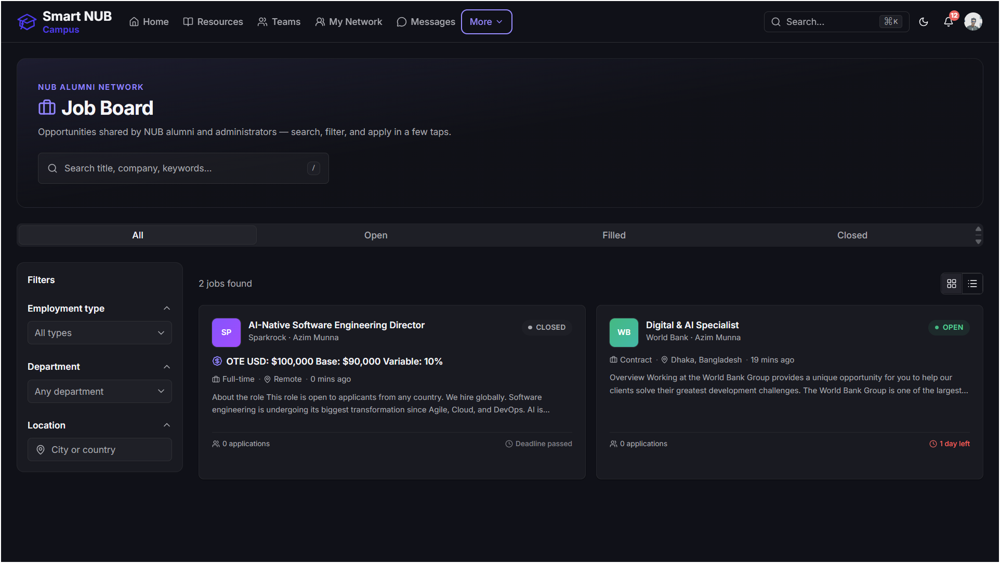 Smart NUB
Campus
Home
Resources
Teams
My Network
Messages
More
Search...
⌘K
12
NUB ALUMNI NETWORK
Job Board
Opportunities shared by NUB alumni and administrators — search, filter, and apply in a few taps.
Search title, company, keywords...
/
All
Open
Filled
Closed
Filters
Employment type
All types
Department
Any department
Location
City or country
2 jobs found
SP
AI-Native Software Engineering Director
Sparkrock · Azim Munna
CLOSED
OTE USD: $100,000 Base: $90,000 Variable: 10%
Full-time · Remote · 0 mins ago
About the role This role is open to applicants from any country. We hire globally. Software
engineering is undergoing its biggest transformation since Agile, Cloud, and DevOps. AI is...
0 applications
Deadline passed
WB
Digital & AI Specialist
World Bank · Azim Munna
OPEN
Contract · Dhaka, Bangladesh · 19 mins ago
Overview Working at the World Bank Group provides a unique opportunity for you to help our
clients solve their greatest development challenges. The World Bank Group is one of the largest...
0 applications
1 day left